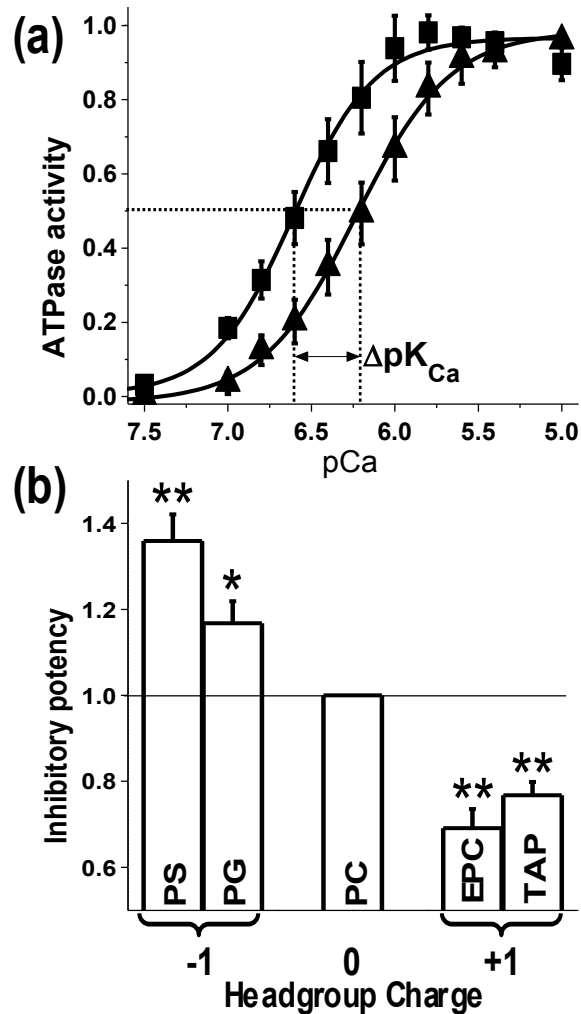 (a)
1.0
0.8
0.6
0.4
0.2
0.0
ATPase activity
ΔpK_Ca
7.5 7.0 6.5 6.0 5.5 5.0
pCa
(b)
1.4
1.2
1.0
0.8
0.6
Inhibitory potency
** * ** **
PS PG PC EPC TAP
-1 0 +1
Headgroup Charge